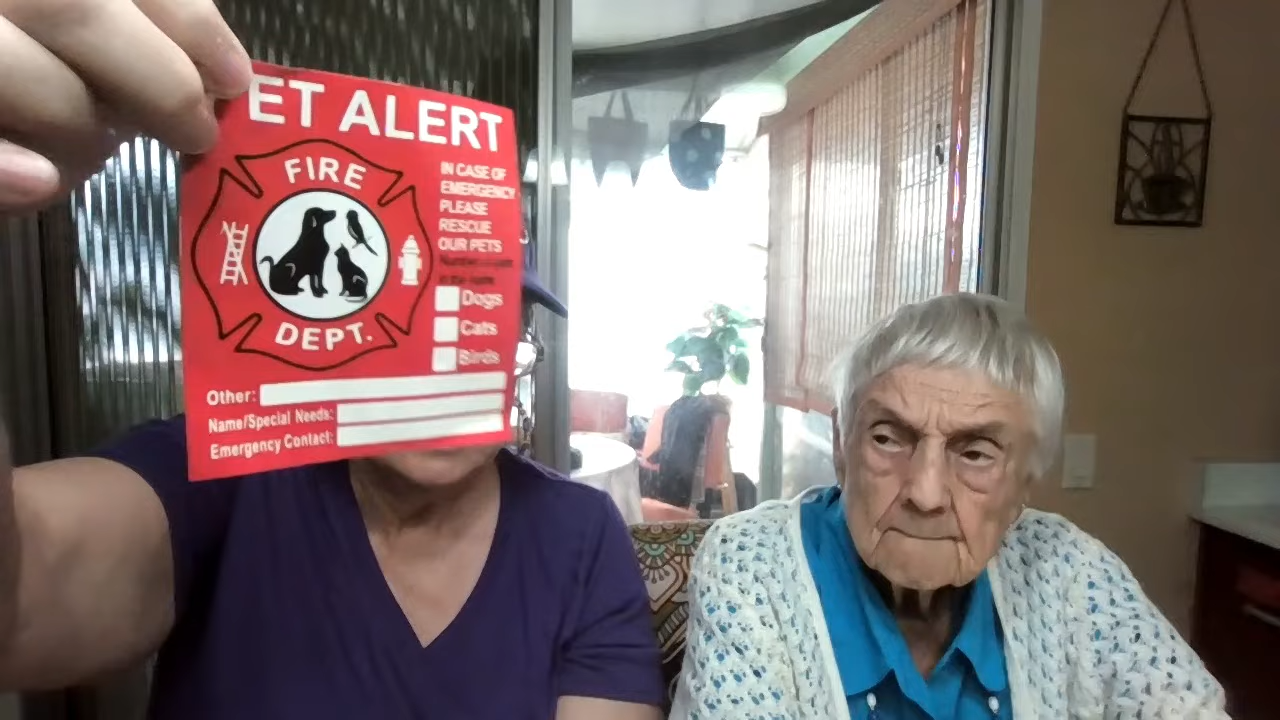 ET ALERT
FIRE
DEPT.
IN CASE OF
EMERGENCY
PLEASE
RESCUE
OUR PETS
Dogs
Cats
Birds
Other:
Name/Special Needs:
Emergency Contact: